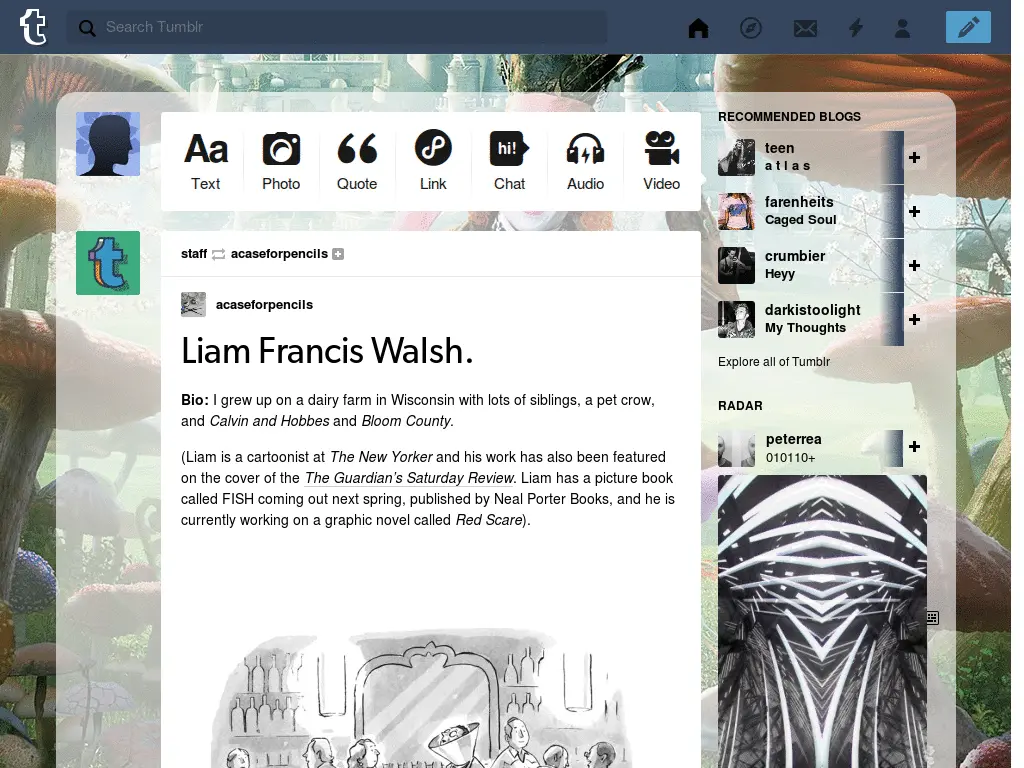 t
Search Tumblr
Aa
Text
Photo
Quote
Link
hi!
Chat
Audio
Video
t
staff acaseforpencils
acaseforpencils
Liam Francis Walsh.
Bio: I grew up on a dairy farm in Wisconsin with lots of siblings, a pet crow,
and Calvin and Hobbes and Bloom County.
(Liam is a cartoonist at The New Yorker and his work has also been featured
on the cover of the The Guardian’s Saturday Review. Liam has a picture book
called FISH coming out next spring, published by Neal Porter Books, and he is
currently working on a graphic novel called Red Scare).
RECOMMENDED BLOGS
teen
a t l a s
farenheits
Caged Soul
crumbier
Heyy
darkistoolight
My Thoughts
Explore all of Tumblr
RADAR
peterrea
010110+